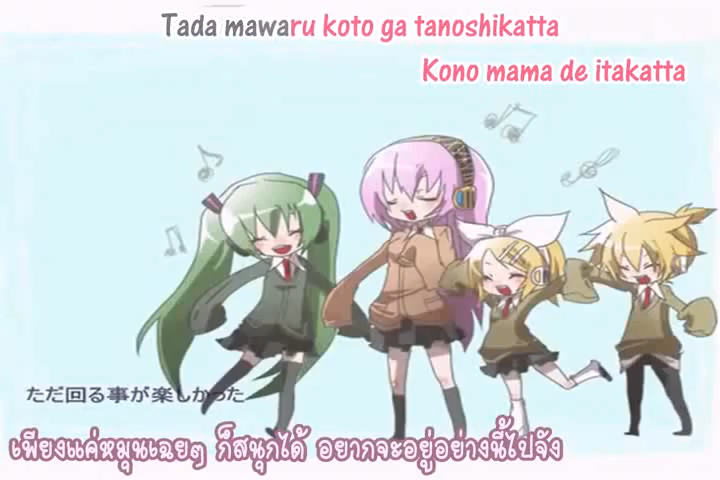 Tada mawaru koto ga tanoshikatta
Kono mama de itakatta
ただ回る事が楽しかった
เพียงแค่หมุนเฉยๆ ก็สนุกได้ อยากจะอยู่อย่างนี้ไปจัง